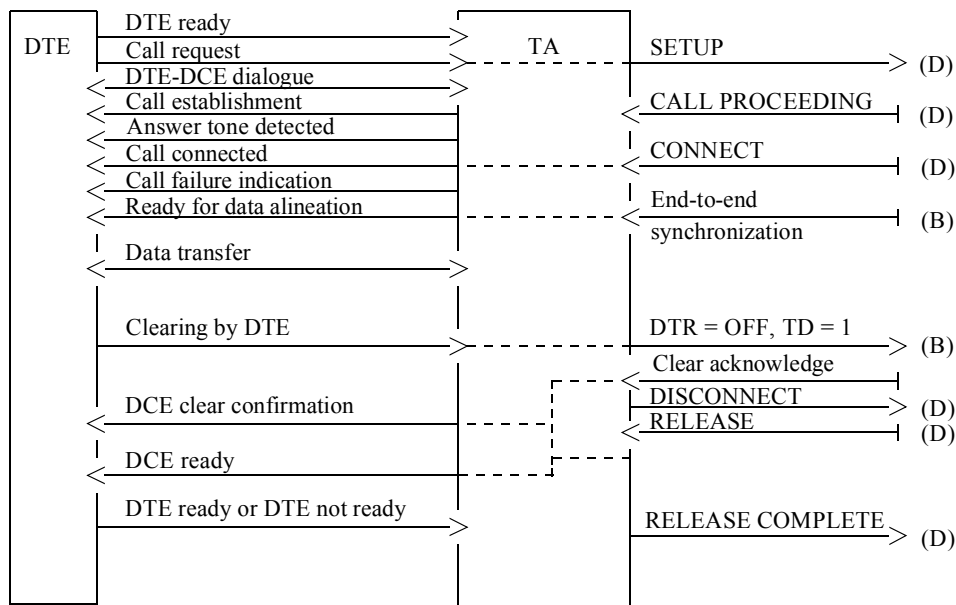 DTE ready
DTE
TA
Call request
SETUP
(D)
DTE-DCE dialogue
Call establishment
CALL PROCEEDING
(D)
Answer tone detected
Call connected
CONNECT
(D)
Call failure indication
Ready for data alineation
End-to-end
synchronization
(B)
Data transfer
Clearing by DTE
DTR = OFF, TD = 1
(B)
Clear acknowledge
DCE clear confirmation
DISCONNECT
(D)
RELEASE
(D)
DCE ready
DTE ready or DTE not ready
RELEASE COMPLETE
(D)